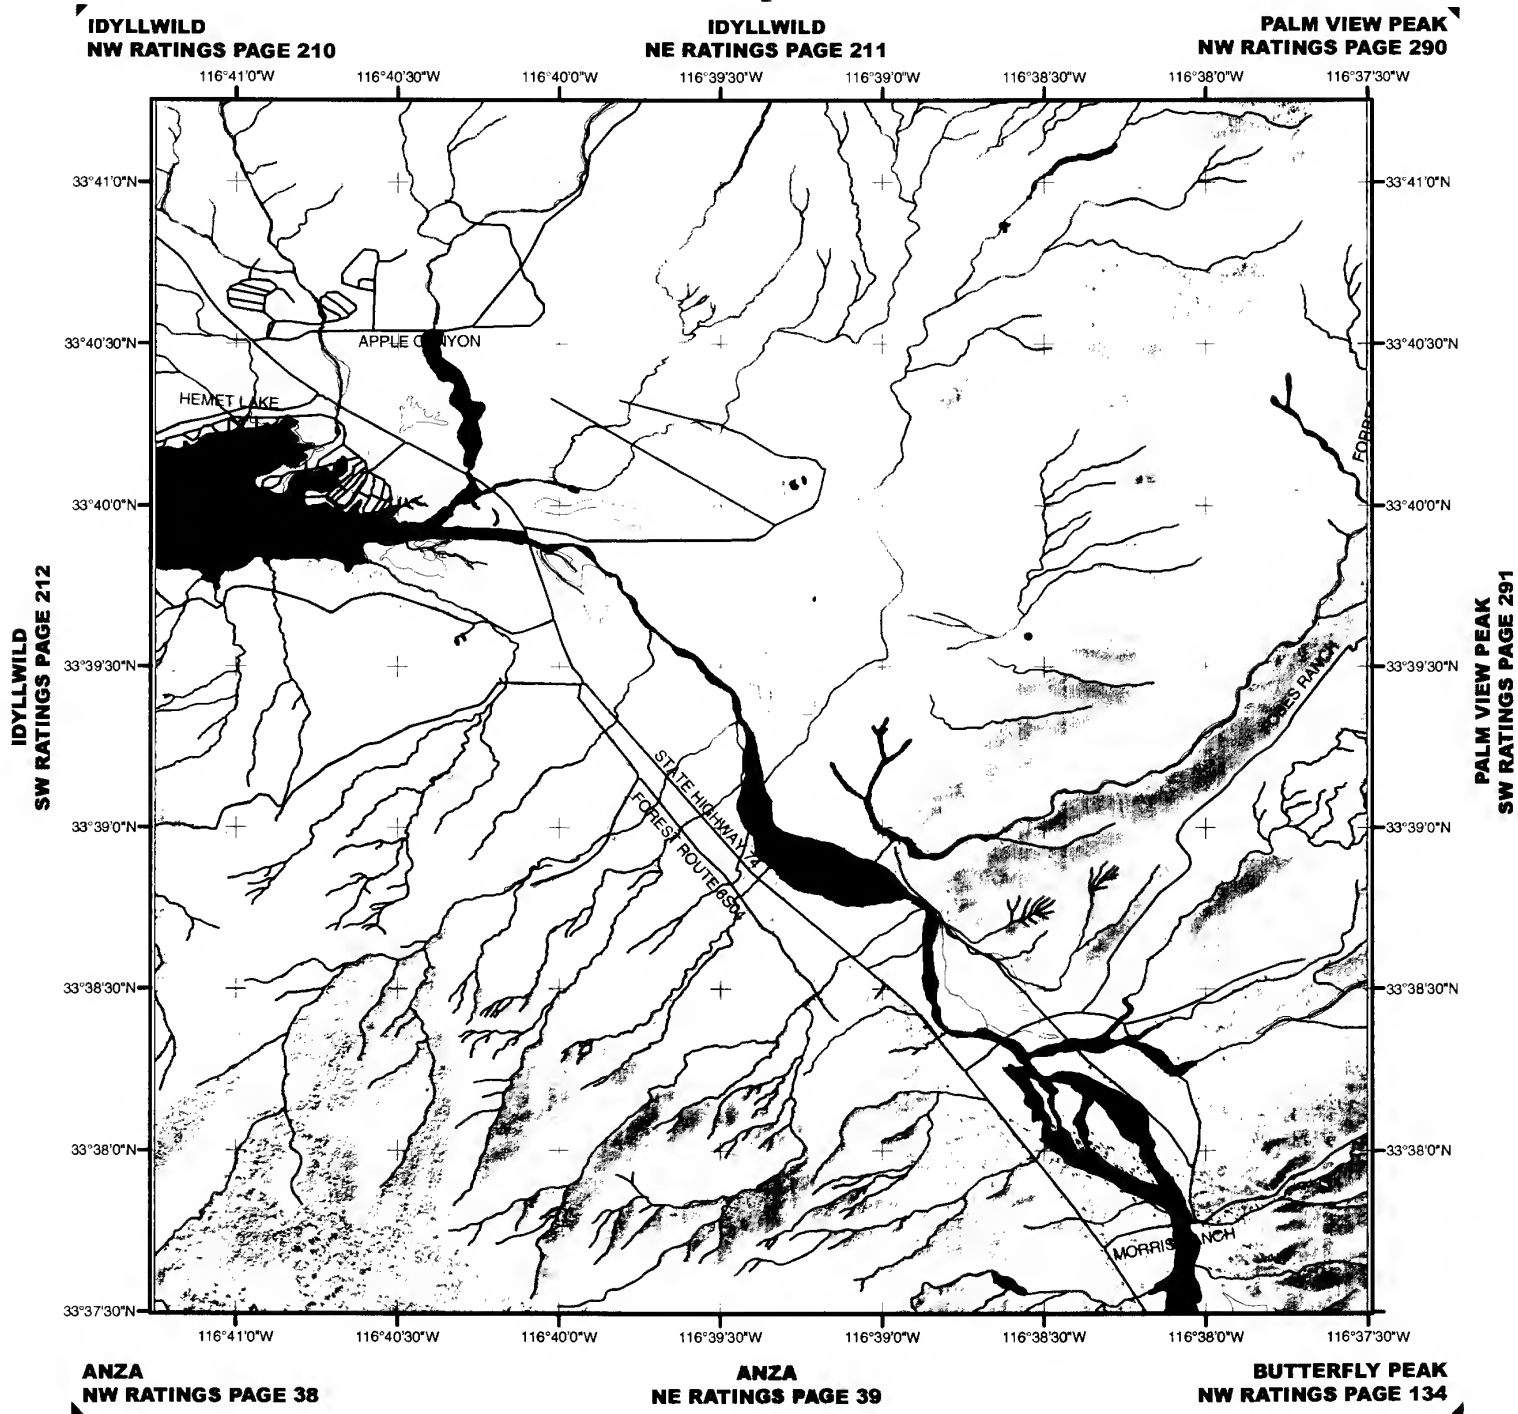 IDYLLWILD
NW RATINGS PAGE 210
IDYLLWILD
NE RATINGS PAGE 211
PALM VIEW PEAK
NW RATINGS PAGE 290
116°41'0"W
116°40'30"W
116°40'0"W
116°39'30"W
116°39'0"W
116°38'30"W
116°38'0"W
116°37'30"W
33°41'0"N
33°41'0"N
33°40'30"N
APPLE CANYON
33°40'30"N
HEMET LAKE
33°40'0"N
33°40'0"N
IDYLLWILD
SW RATINGS PAGE 212
PALM VIEW PEAK
SW RATINGS PAGE 291
33°39'30"N
33°39'30"N
STATE HIGHWAY 74
FOREST ROUTE 6S04
33°39'0"N
33°39'0"N
33°38'30"N
33°38'30"N
33°38'0"N
33°38'0"N
33°37'30"N
116°41'0"W
116°40'30"W
116°40'0"W
116°39'30"W
116°39'0"W
116°38'30"W
116°38'0"W
116°37'30"W
ANZA
NW RATINGS PAGE 38
ANZA
NE RATINGS PAGE 39
BUTTERFLY PEAK
NW RATINGS PAGE 134